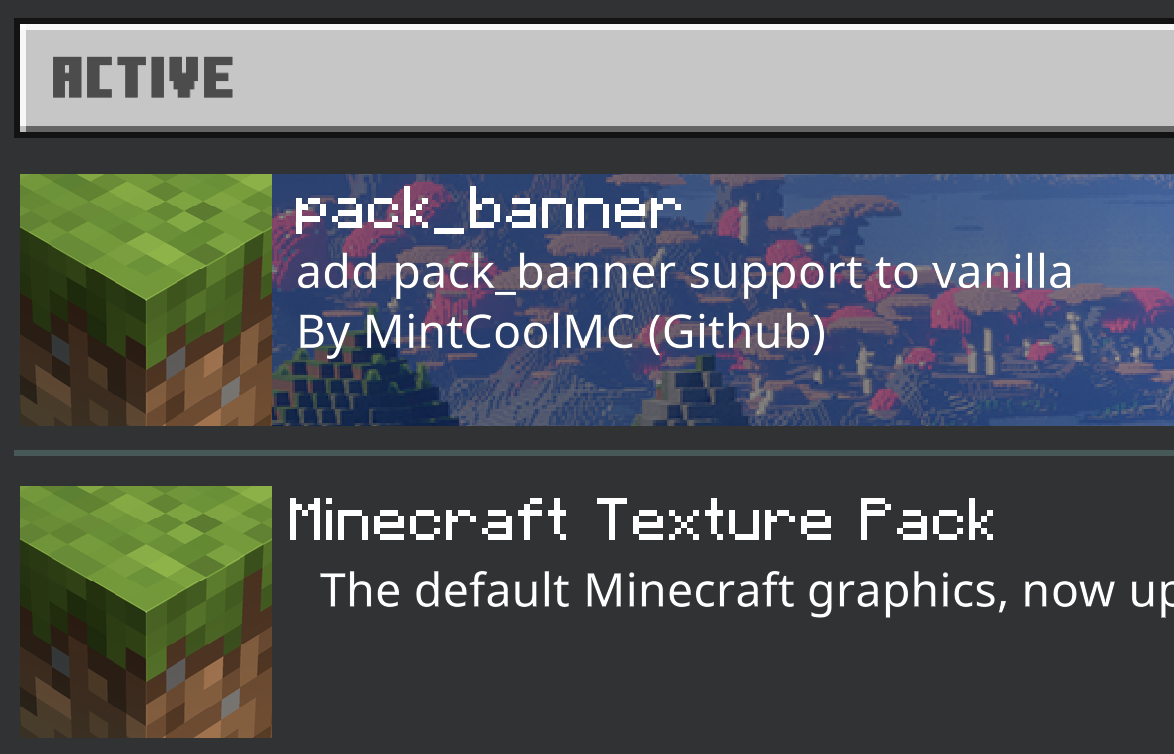 ACTIVE
pack_banner
add pack_banner support to vanilla
By MintCoolMC (Github)
Minecraft Texture Pack
The default Minecraft graphics, now up